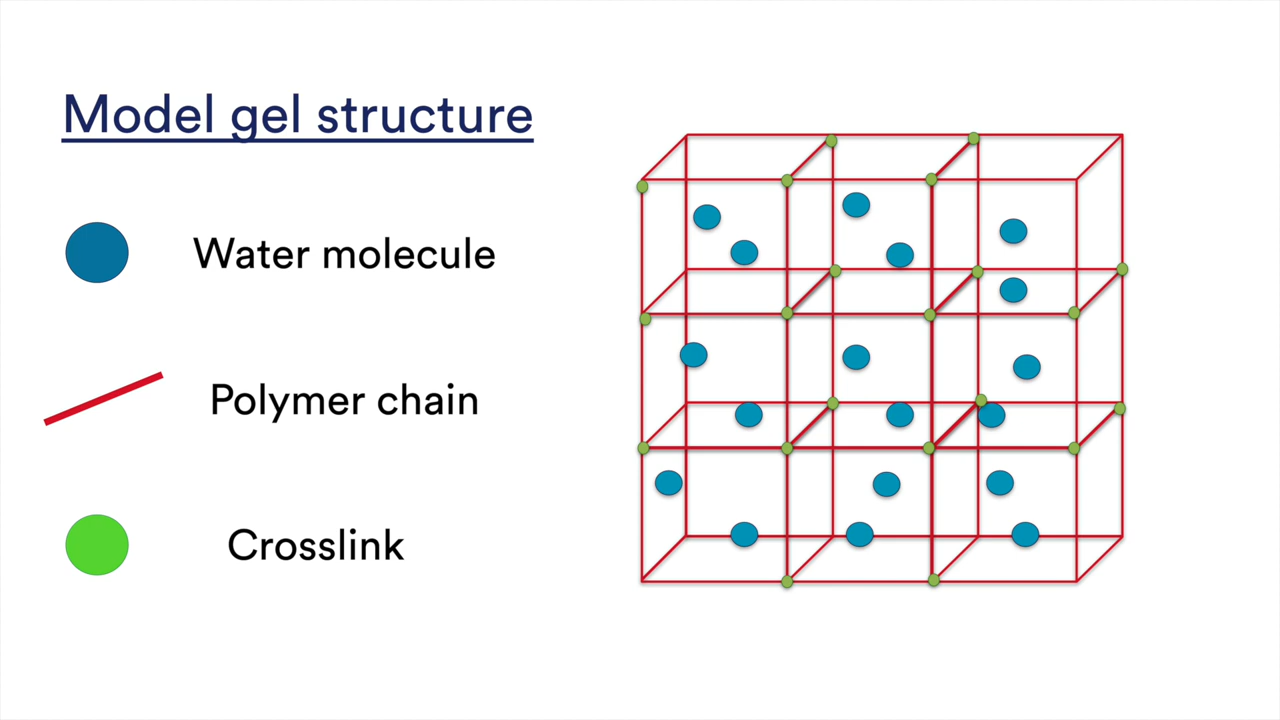 Model gel structure
Water molecule
Polymer chain
Crosslink